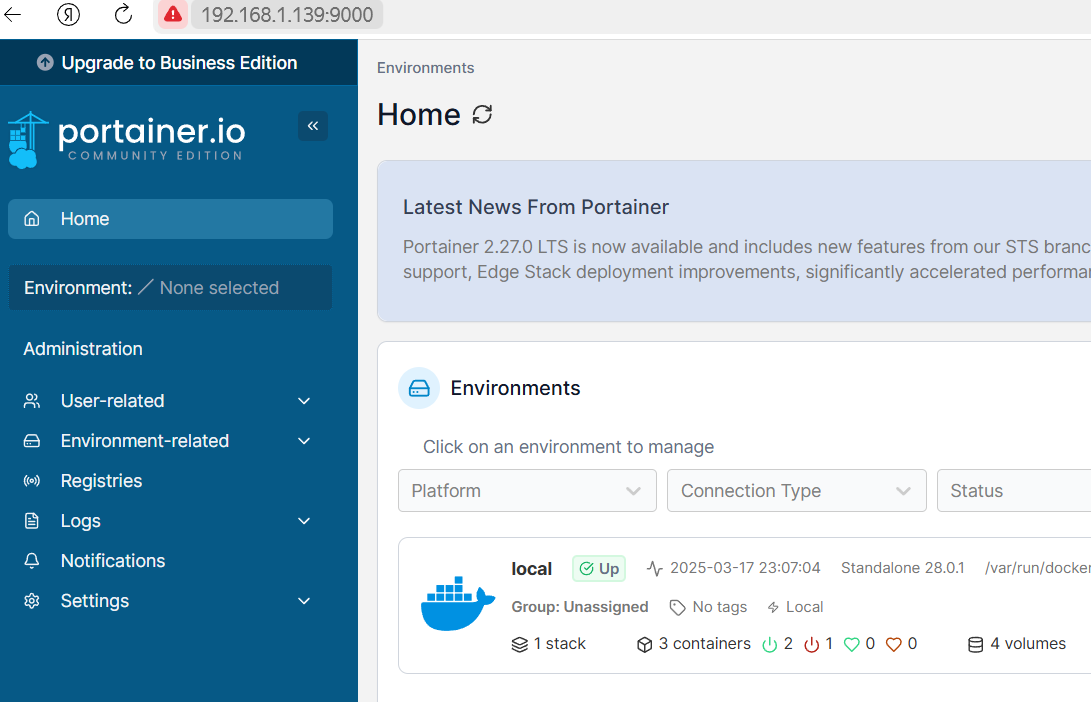 192.168.1.139:9000
Upgrade to Business Edition
portainer.io
COMMUNITY EDITION
Home
Environment: / None selected
Administration
User-related
Environment-related
Registries
Logs
Notifications
Settings
Environments
Home
Latest News From Portainer
Portainer 2.27.0 LTS is now available and includes new features from our STS branc
support, Edge Stack deployment improvements, significantly accelerated performa
Environments
Click on an environment to manage
Platform Connection Type Status
local Up 2025-03-17 23:07:04 Standalone 28.0.1 /var/run/docker
Group: Unassigned No tags Local
1 stack 3 containers 2 1 0 0 4 volumes